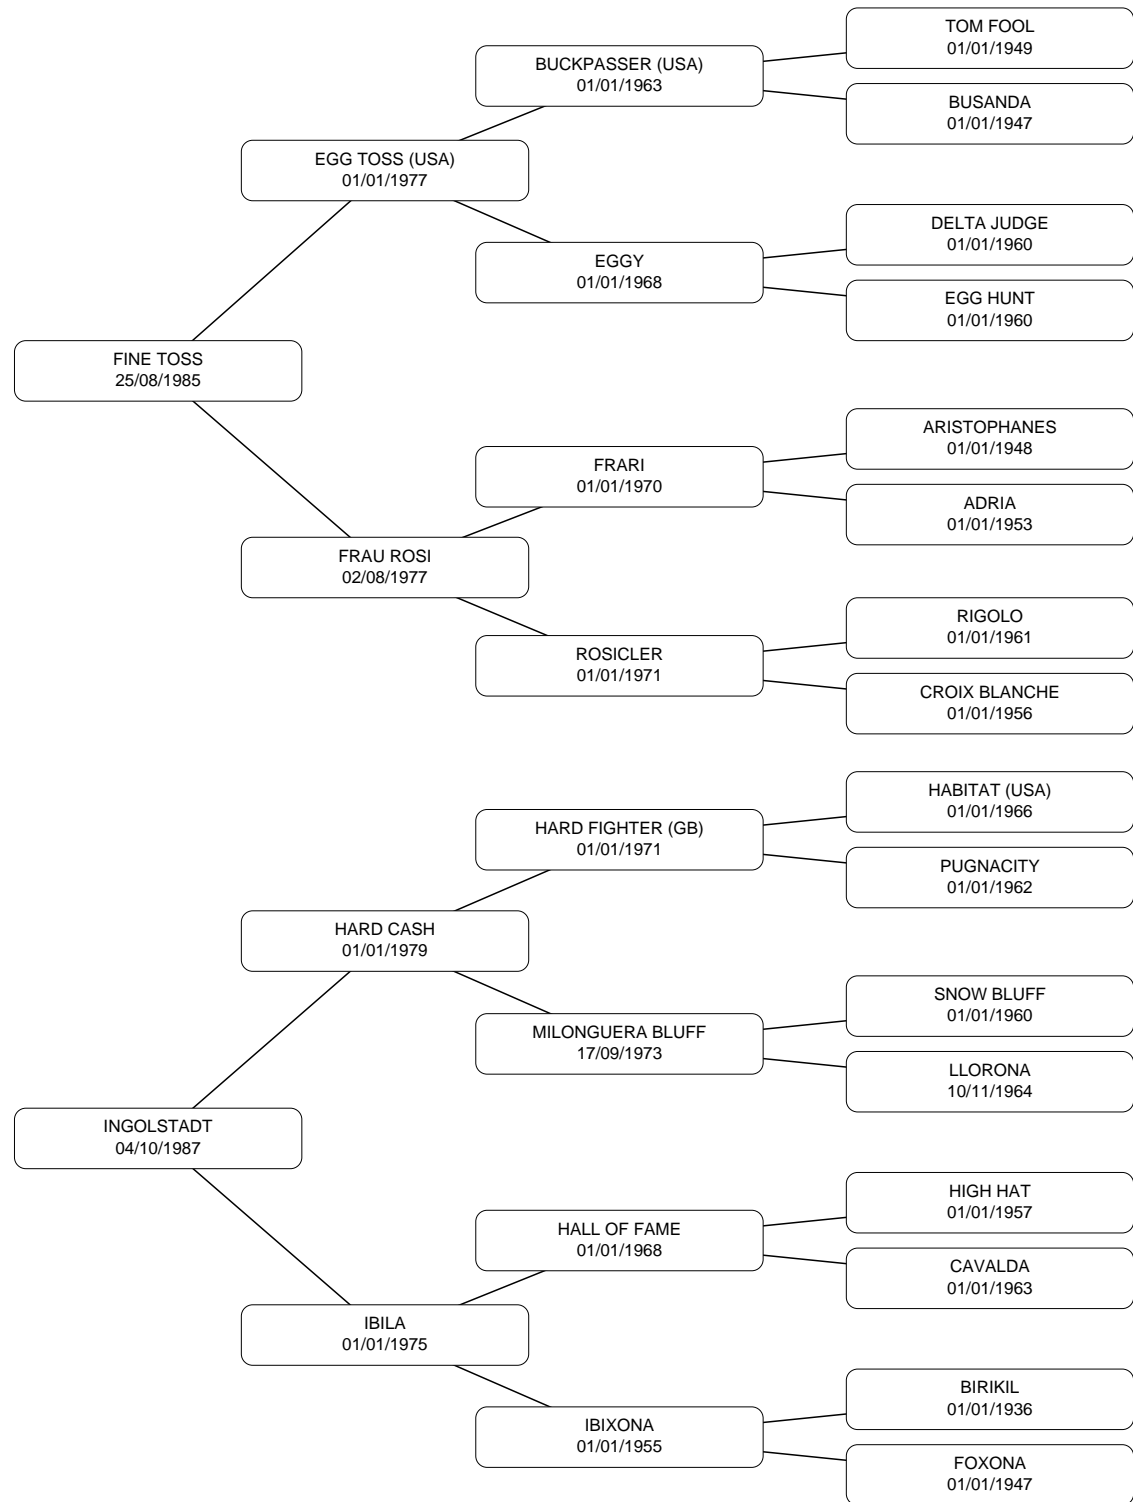 TOM FOOL
01/01/1949
BUCKPASSER (USA)
01/01/1963
BUSANDA
01/01/1947
EGG TOSS (USA)
01/01/1977
DELTA JUDGE
01/01/1960
EGGY
01/01/1968
EGG HUNT
01/01/1960
FINE TOSS
25/08/1985
ARISTOPHANES
01/01/1948
FRARI
01/01/1970
ADRIA
01/01/1953
FRAU ROSI
02/08/1977
RIGOLO
01/01/1961
ROSICLER
01/01/1971
CROIX BLANCHE
01/01/1956
HABITAT (USA)
01/01/1966
HARD FIGHTER (GB)
01/01/1971
PUGNACITY
01/01/1962
HARD CASH
01/01/1979
SNOW BLUFF
01/01/1960
MILONGUERA BLUFF
17/09/1973
LLORONA
10/11/1964
INGOLSTADT
04/10/1987
HIGH HAT
01/01/1957
HALL OF FAME
01/01/1968
CAVALDA
01/01/1963
IBILA
01/01/1975
BIRIKIL
01/01/1936
IBIXONA
01/01/1955
FOXONA
01/01/1947